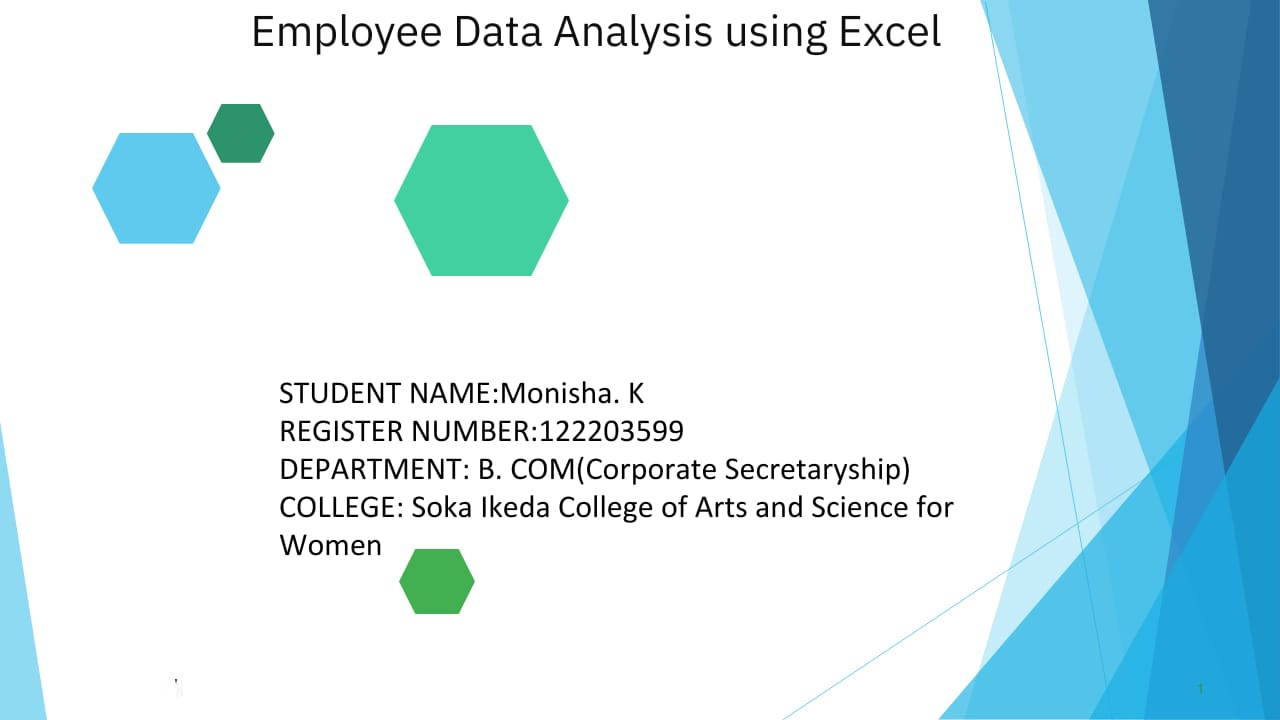 Employee Data Analysis using Excel
STUDENT NAME:Monisha. K
REGISTER NUMBER:122203599
DEPARTMENT: B. COM(Corporate Secretaryship)
COLLEGE: Soka Ikeda College of Arts and Science for
Women
1